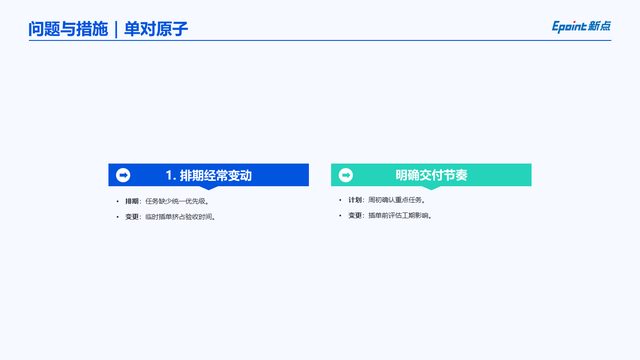 问题与措施｜单对原子
Epoint新点
1. 排期经常变动
• 排期：任务缺少统一优先级。
• 变更：临时插单挤占验收时间。
明确交付节奏
• 计划：周初确认重点任务。
• 变更：插单前评估工期影响。